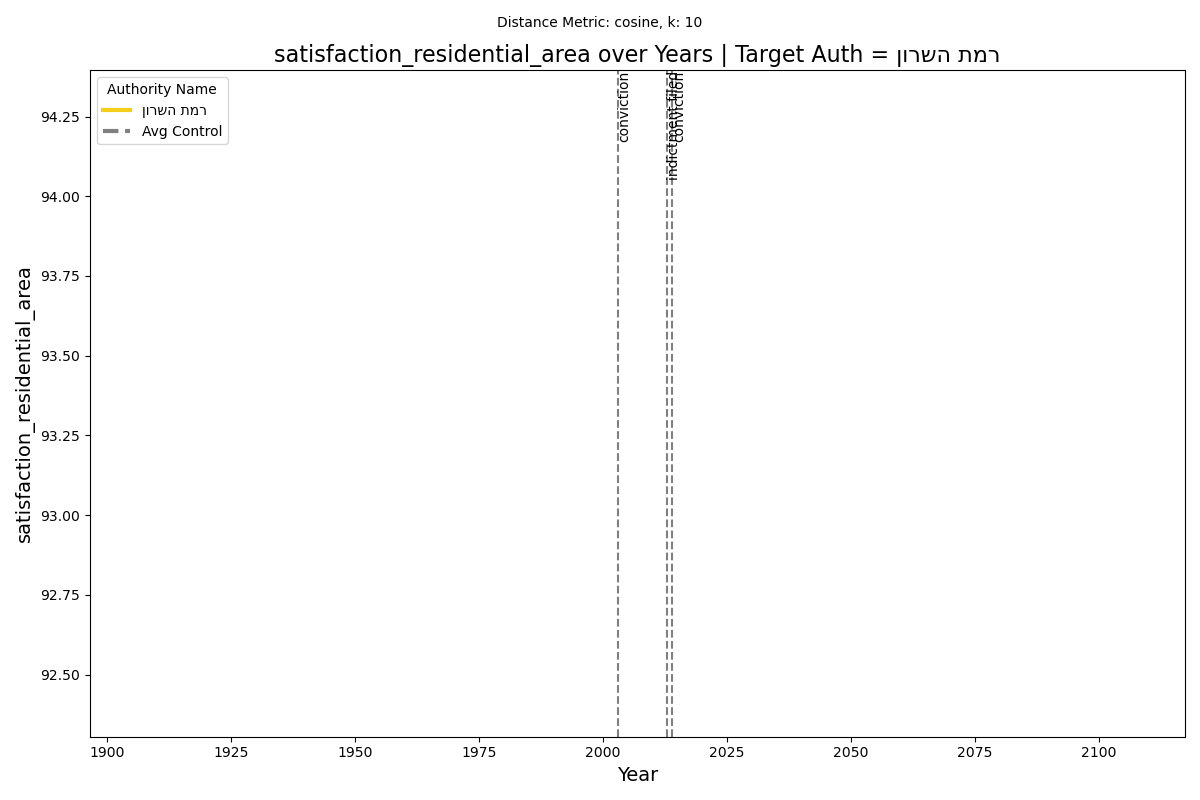 Distance Metric: cosine, k: 10
satisfaction_residential_area over Years | Target Auth = רמת השרון
Authority Name
רמת השרון
Avg Control
conviction
indictment filed
conviction
satisfaction_residential_area
94.25
94.00
93.75
93.50
93.25
93.00
92.75
92.50
1900 1925 1950 1975 2000 2025 2050 2075 2100
Year